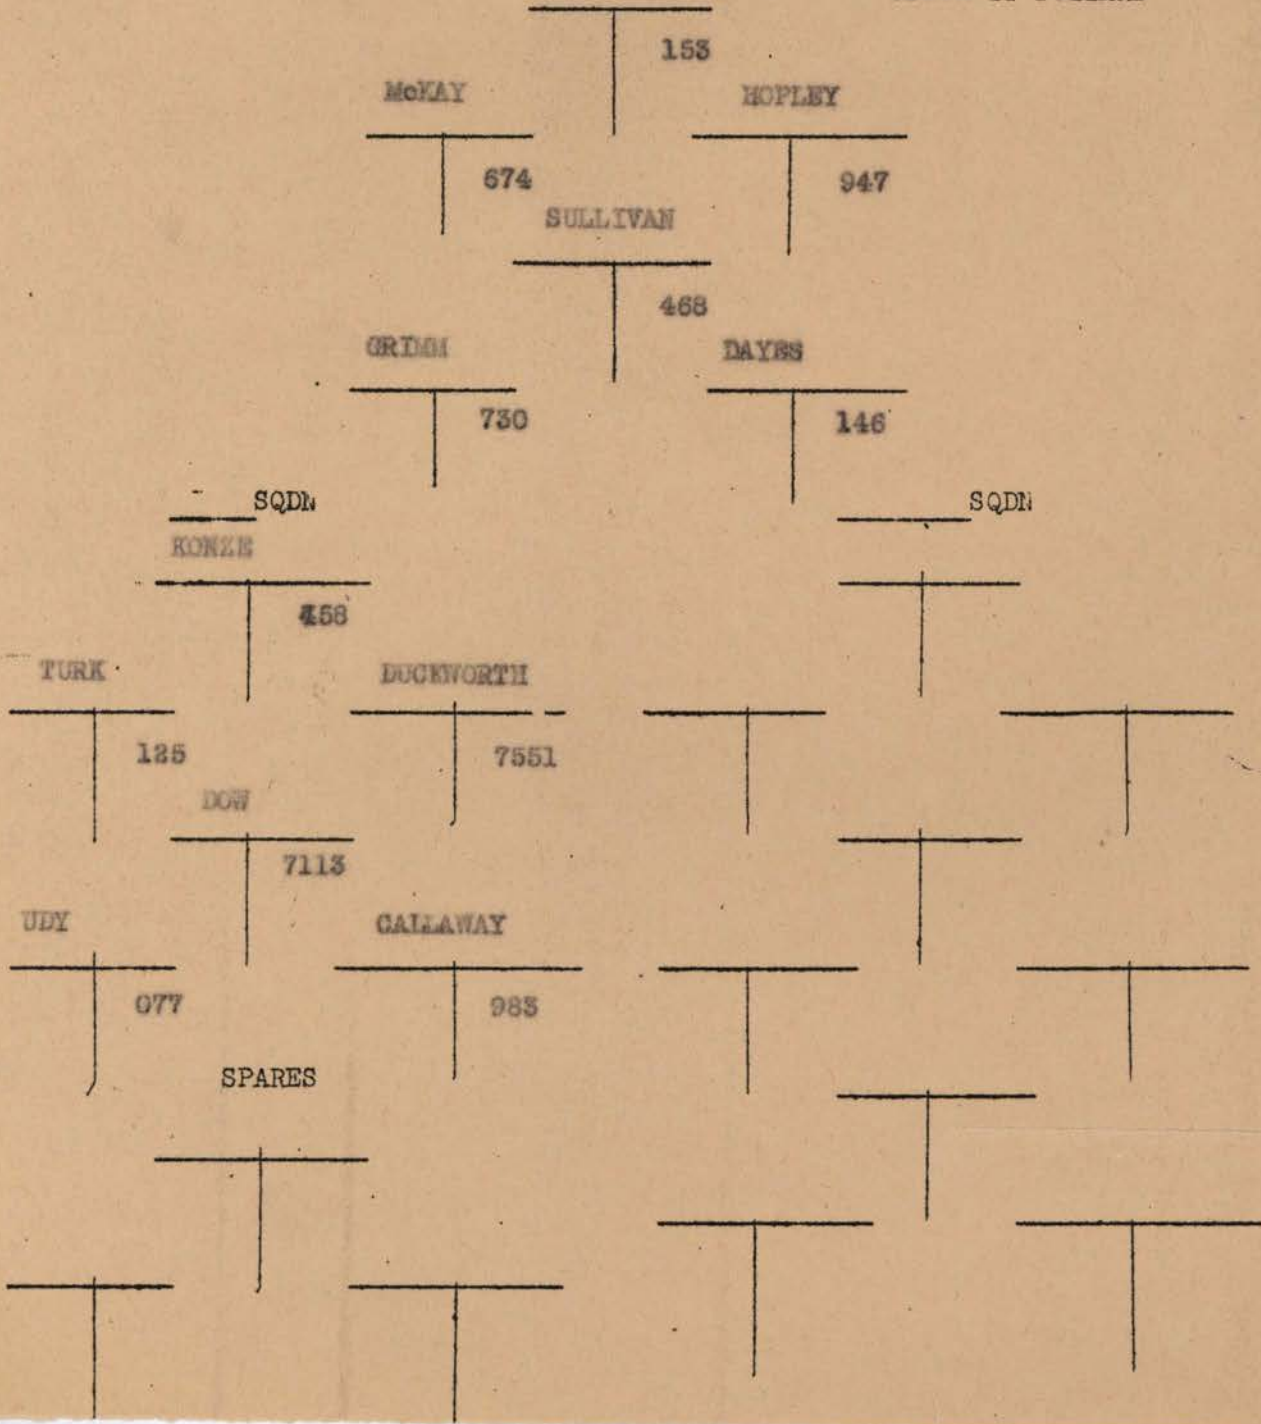 153
McKAY HOPLEY
674 947
SULLIVAN
468
GRIMM DAYES
730 146
SQDN SQDN
KONZE
458
TURK DUCKWORTH
125 7551
DOW
7113
UDY CALLAWAY
077 983
SPARES